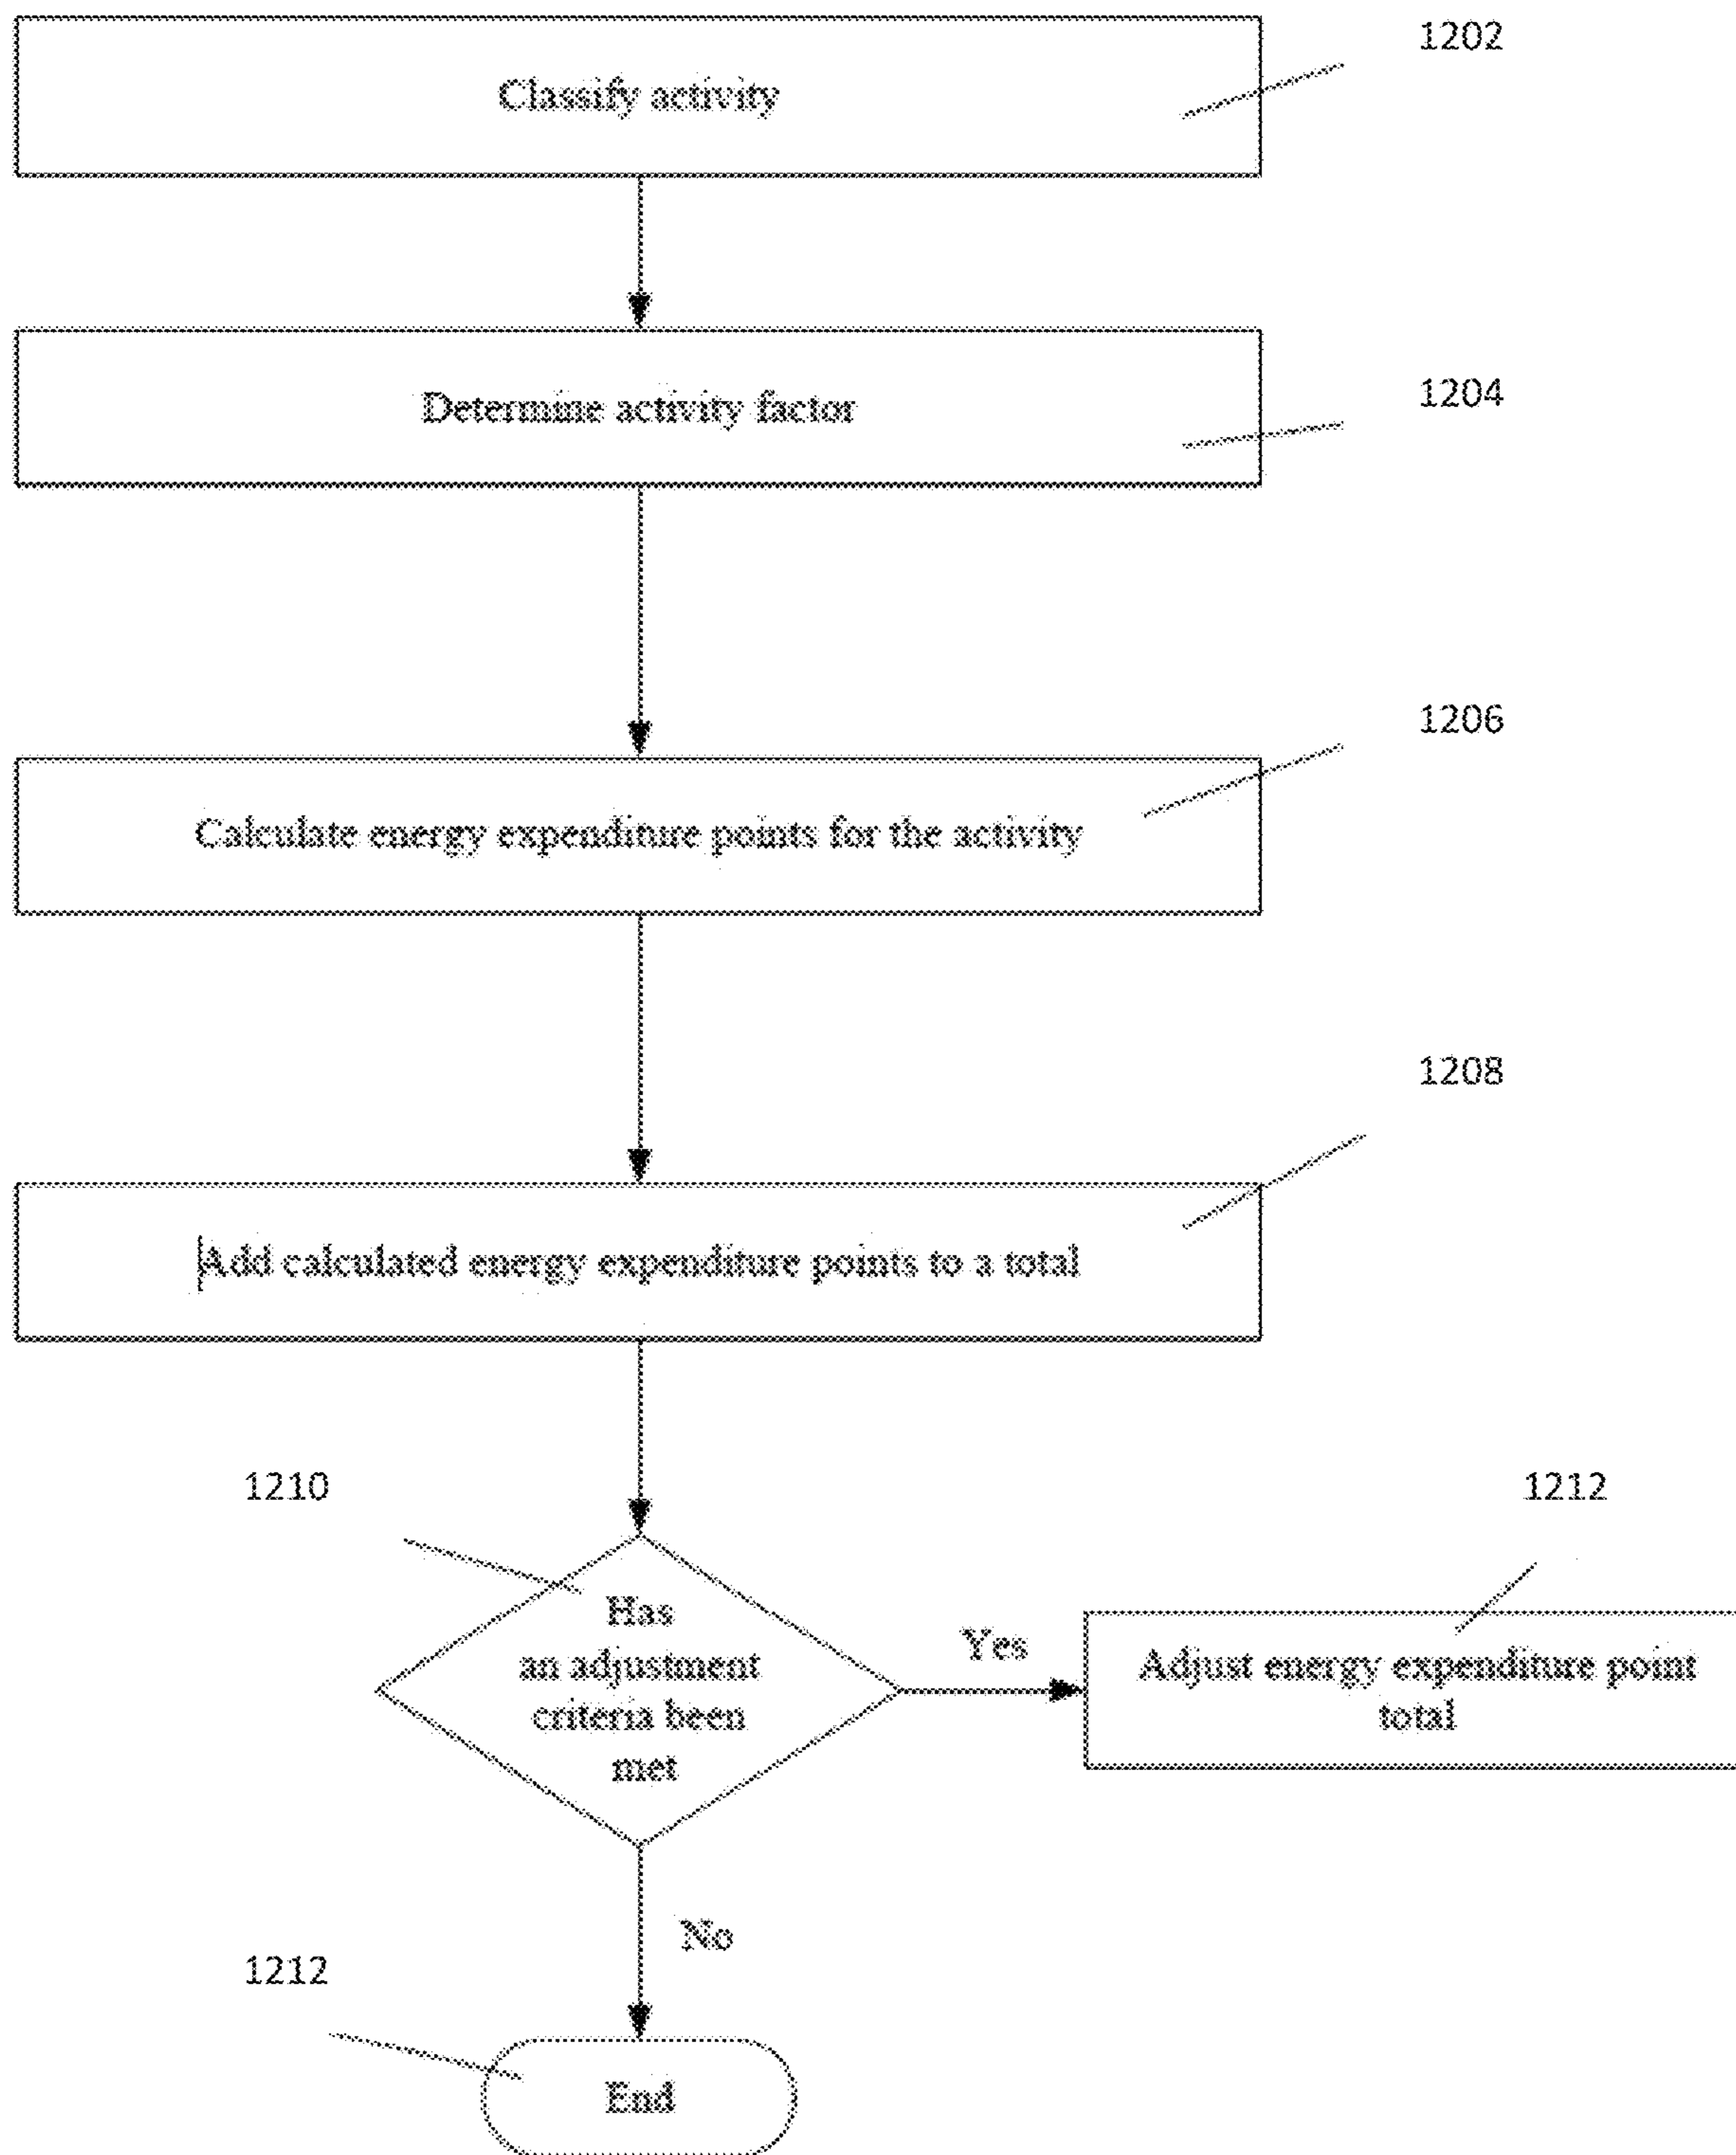 1202
Classify activity
1204
Determine activity factor
1206
Calculate energy expenditure points for the activity
1208
Add calculated energy expenditure points to a total
1210
Has
an adjustment
criteria been
met
Yes
1212
Adjust energy expenditure point
total
No
1212
End